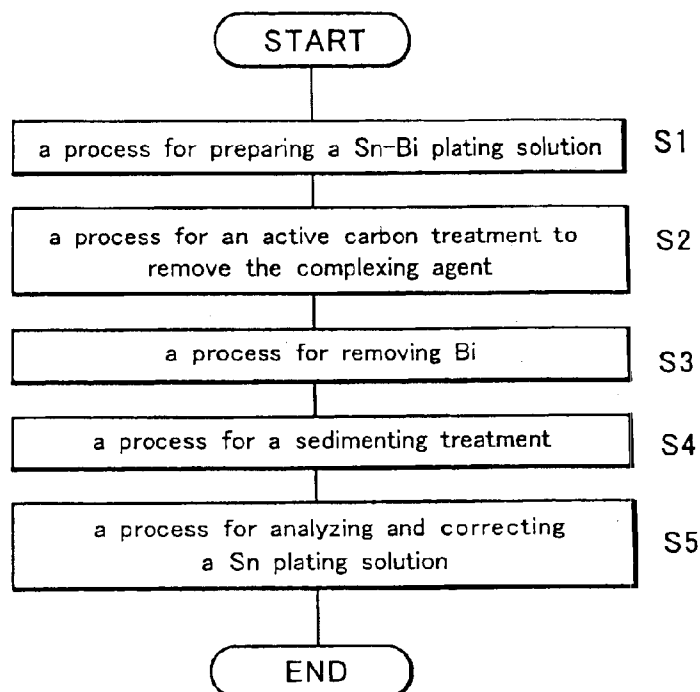 START
a process for preparing a Sn-Bi plating solution
S1
a process for an active carbon treatment to
remove the complexing agent
S2
a process for removing Bi
S3
a process for a sedimenting treatment
S4
a process for analyzing and correcting
a Sn plating solution
S5
END